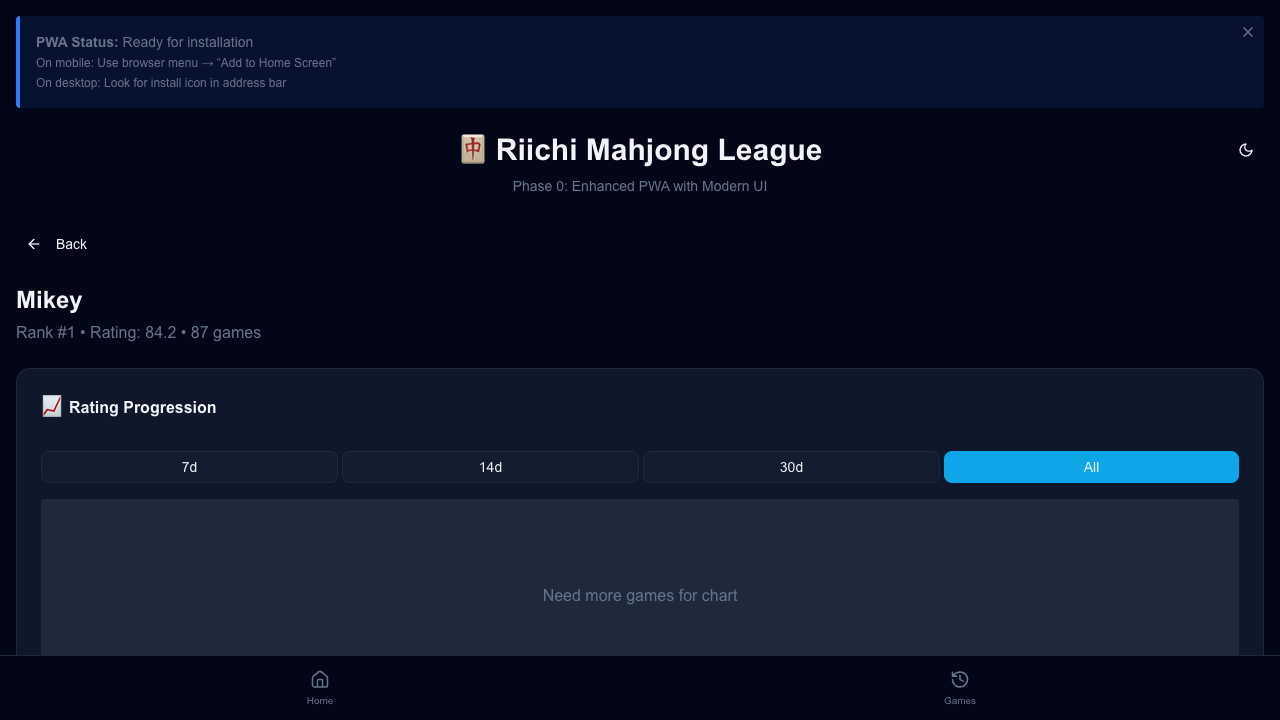 PWA Status: Ready for installation
On mobile: Use browser menu → “Add to Home Screen”
On desktop: Look for install icon in address bar
🀄 Riichi Mahjong League
Phase 0: Enhanced PWA with Modern UI
Back
Mikey
Rank #1 • Rating: 84.2 • 87 games
📈 Rating Progression
7d
14d
30d
All
Need more games for chart
Home
Games